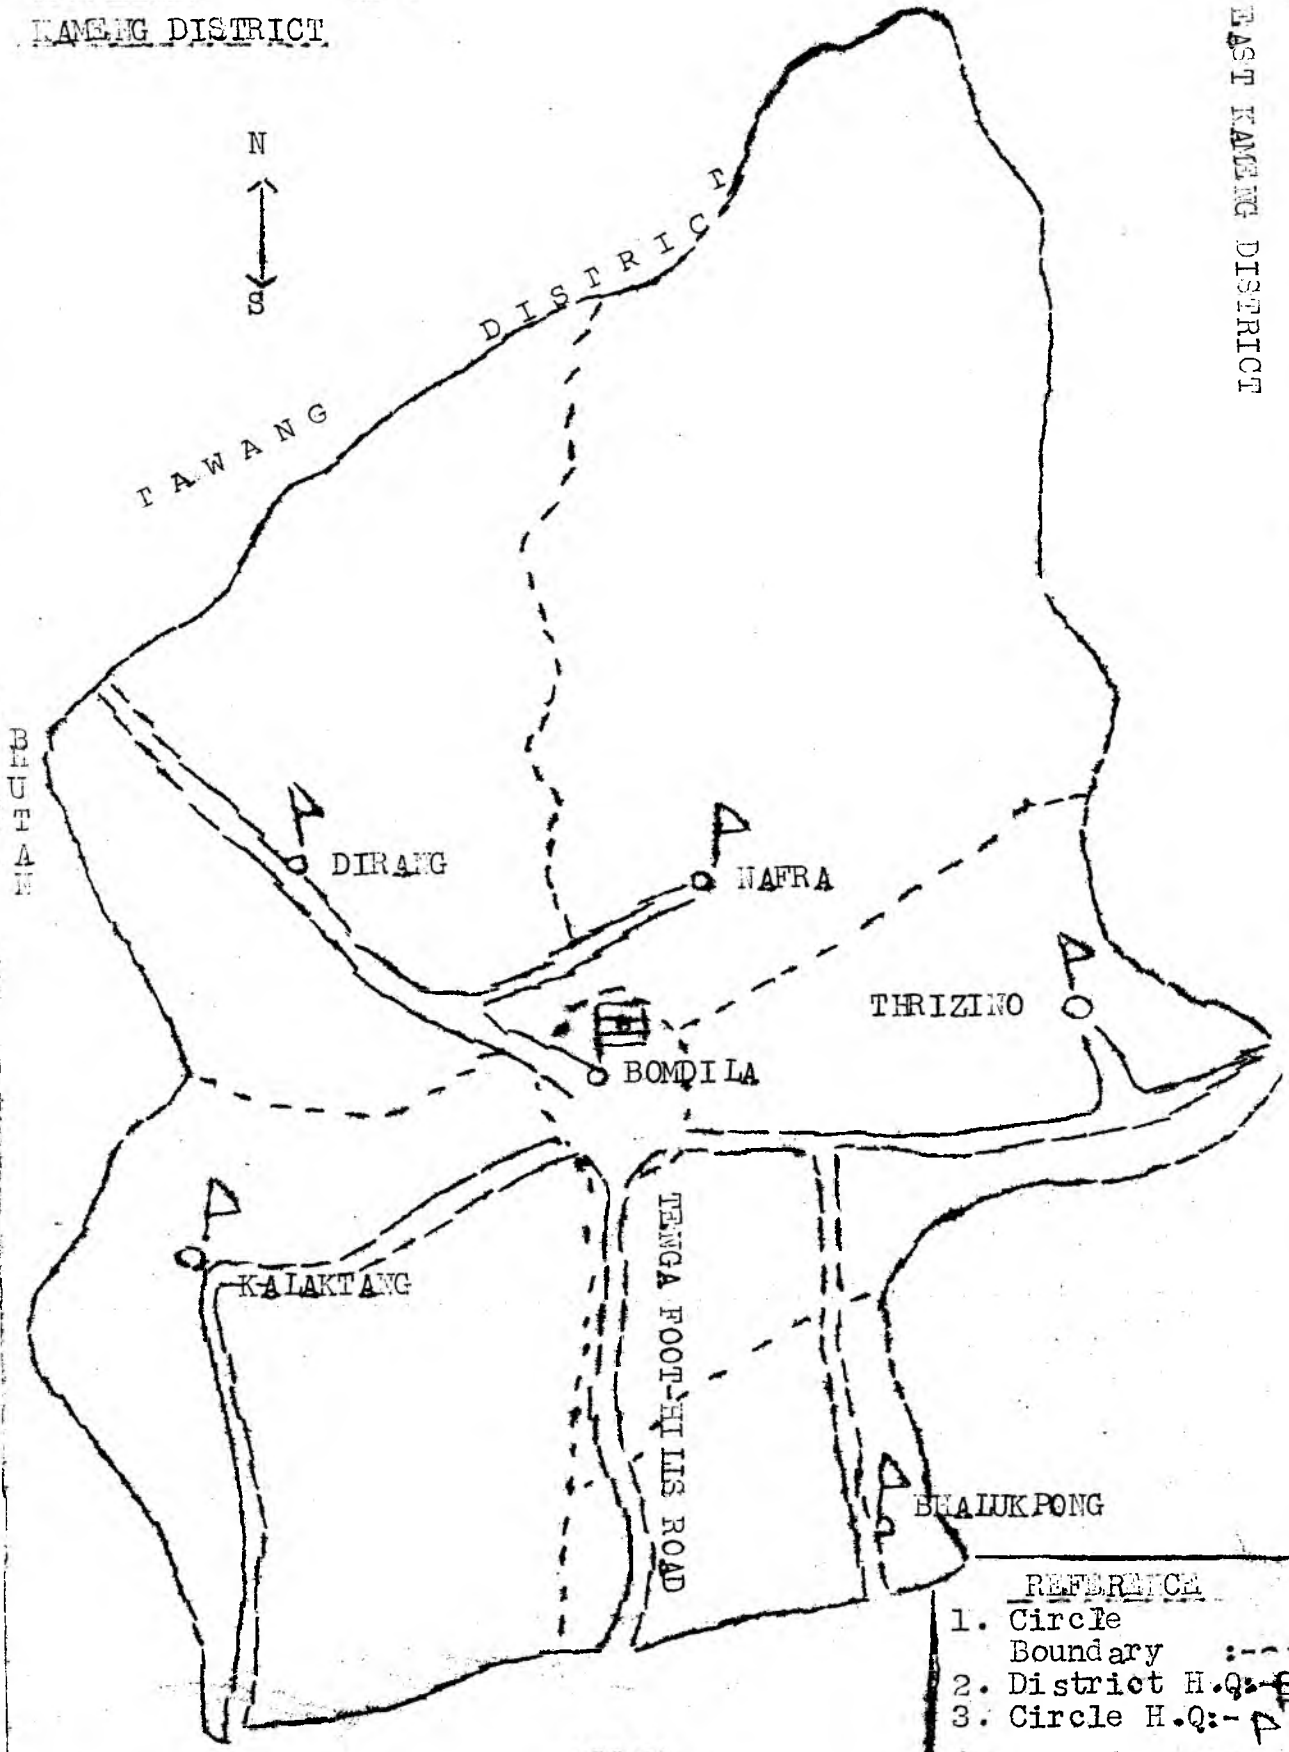 KAMENG DISTRICT
EAST KAMENG DISTRICT
N
S
TAWANG DISTRICT
BHUTAN
DIRANG
NAFRA
THRIZINO
BOMDILA
KALAKTANG
TENGA FOOT-HILLS ROAD
BHALUKPONG
REFERENCE
1. Circle
Boundary :---
2. District H.Q:-
3. Circle H.Q:-